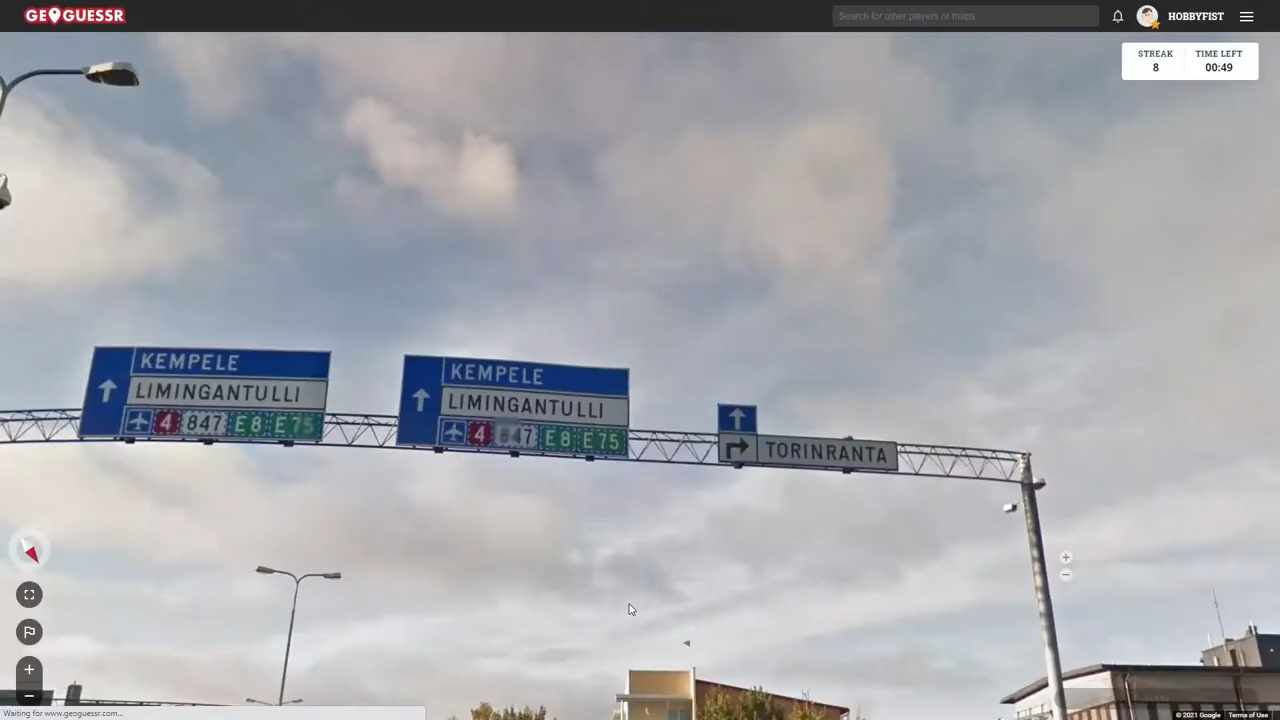 GEOGUESSR
Search for other players or maps
HOBBYFIST
STREAK
TIME LEFT
8
00:49
KEMPELE
LIMINGANTULLI
4 847 E8 E75
KEMPELE
LIMINGANTULLI
4 847 E8 E75
TORINRANTA
Waiting for www.geoguessr.com...
© 2021 Google
Terms of Use